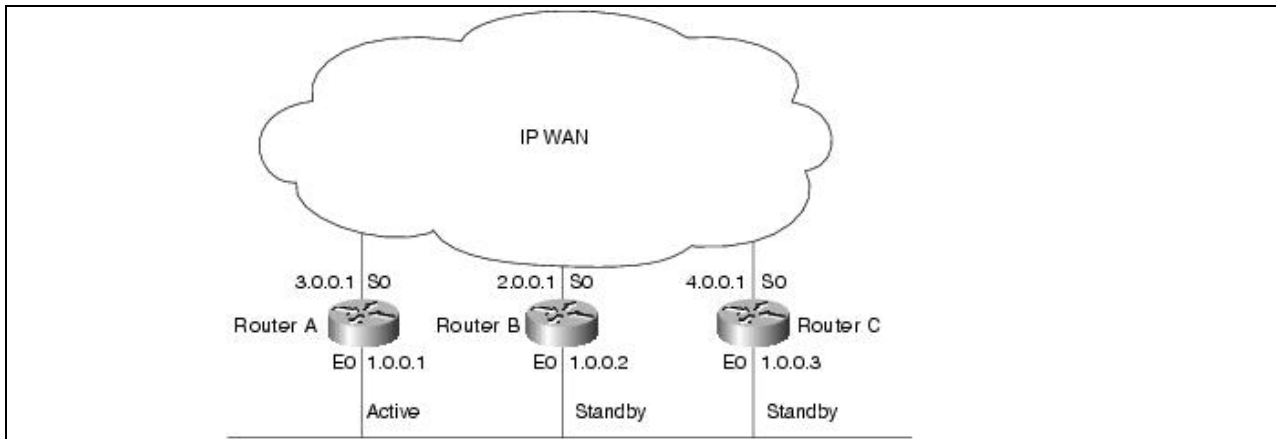 IP WAN
3.0.0.1 S0
2.0.0.1 S0
4.0.0.1 S0
Router A
Router B
Router C
E0 1.0.0.1
E0 1.0.0.2
E0 1.0.0.3
Active
Standby
Standby